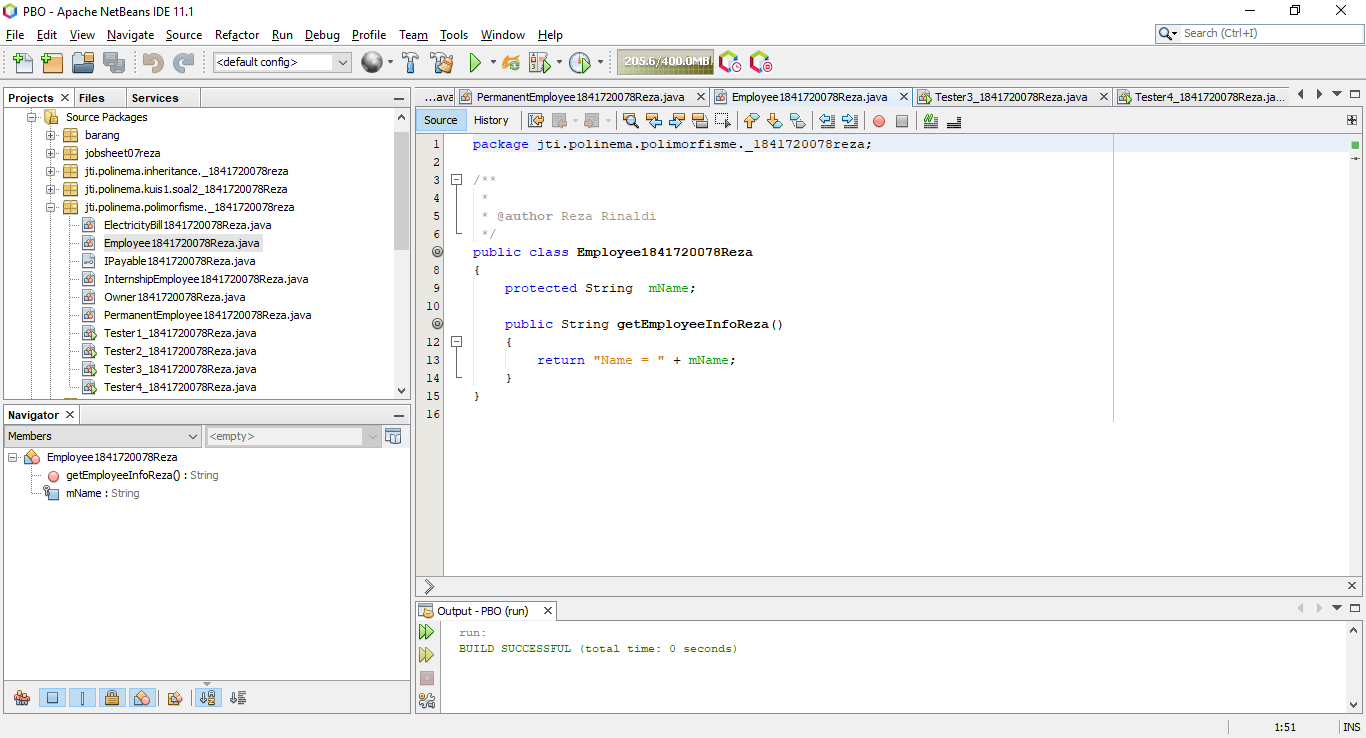 PBO - Apache NetBeans IDE 11.1
File Edit View Navigate Source Refactor Run Debug Profile Team Tools Window Help
Search (Ctrl+I)
<default config>
205.6/400.0MB
Projects Files Services
Source Packages
barang
jobsheet07reza
jti.polinema.inheritance._1841720078reza
jti.polinema.kuis1.soal2_1841720078Reza
jti.polinema.polimorfisme._1841720078reza
ElectricityBill1841720078Reza.java
Employee1841720078Reza.java
IPayable1841720078Reza.java
InternshipEmployee1841720078Reza.java
Owner1841720078Reza.java
PermanentEmployee1841720078Reza.java
Tester1_1841720078Reza.java
Tester2_1841720078Reza.java
Tester3_1841720078Reza.java
Tester4_1841720078Reza.java
Navigator
Members
<empty>
Employee1841720078Reza
getEmployeeInfoReza() : String
mName : String
...ava PermanentEmployee1841720078Reza.java Employee1841720078Reza.java Tester3_1841720078Reza.java Tester4_1841720078Reza.ja...
Source History
1 package jti.polinema.polimorfisme._1841720078reza;
2
3 /**
4 *
5 * @author Reza Rinaldi
6 */
public class Employee1841720078Reza
8 {
9 protected String mName;
10
public String getEmployeeInfoReza()
12 {
13 return "Name = " + mName;
14 }
15 }
16
Output - PBO (run)
run:
BUILD SUCCESSFUL (total time: 0 seconds)
1:51 INS